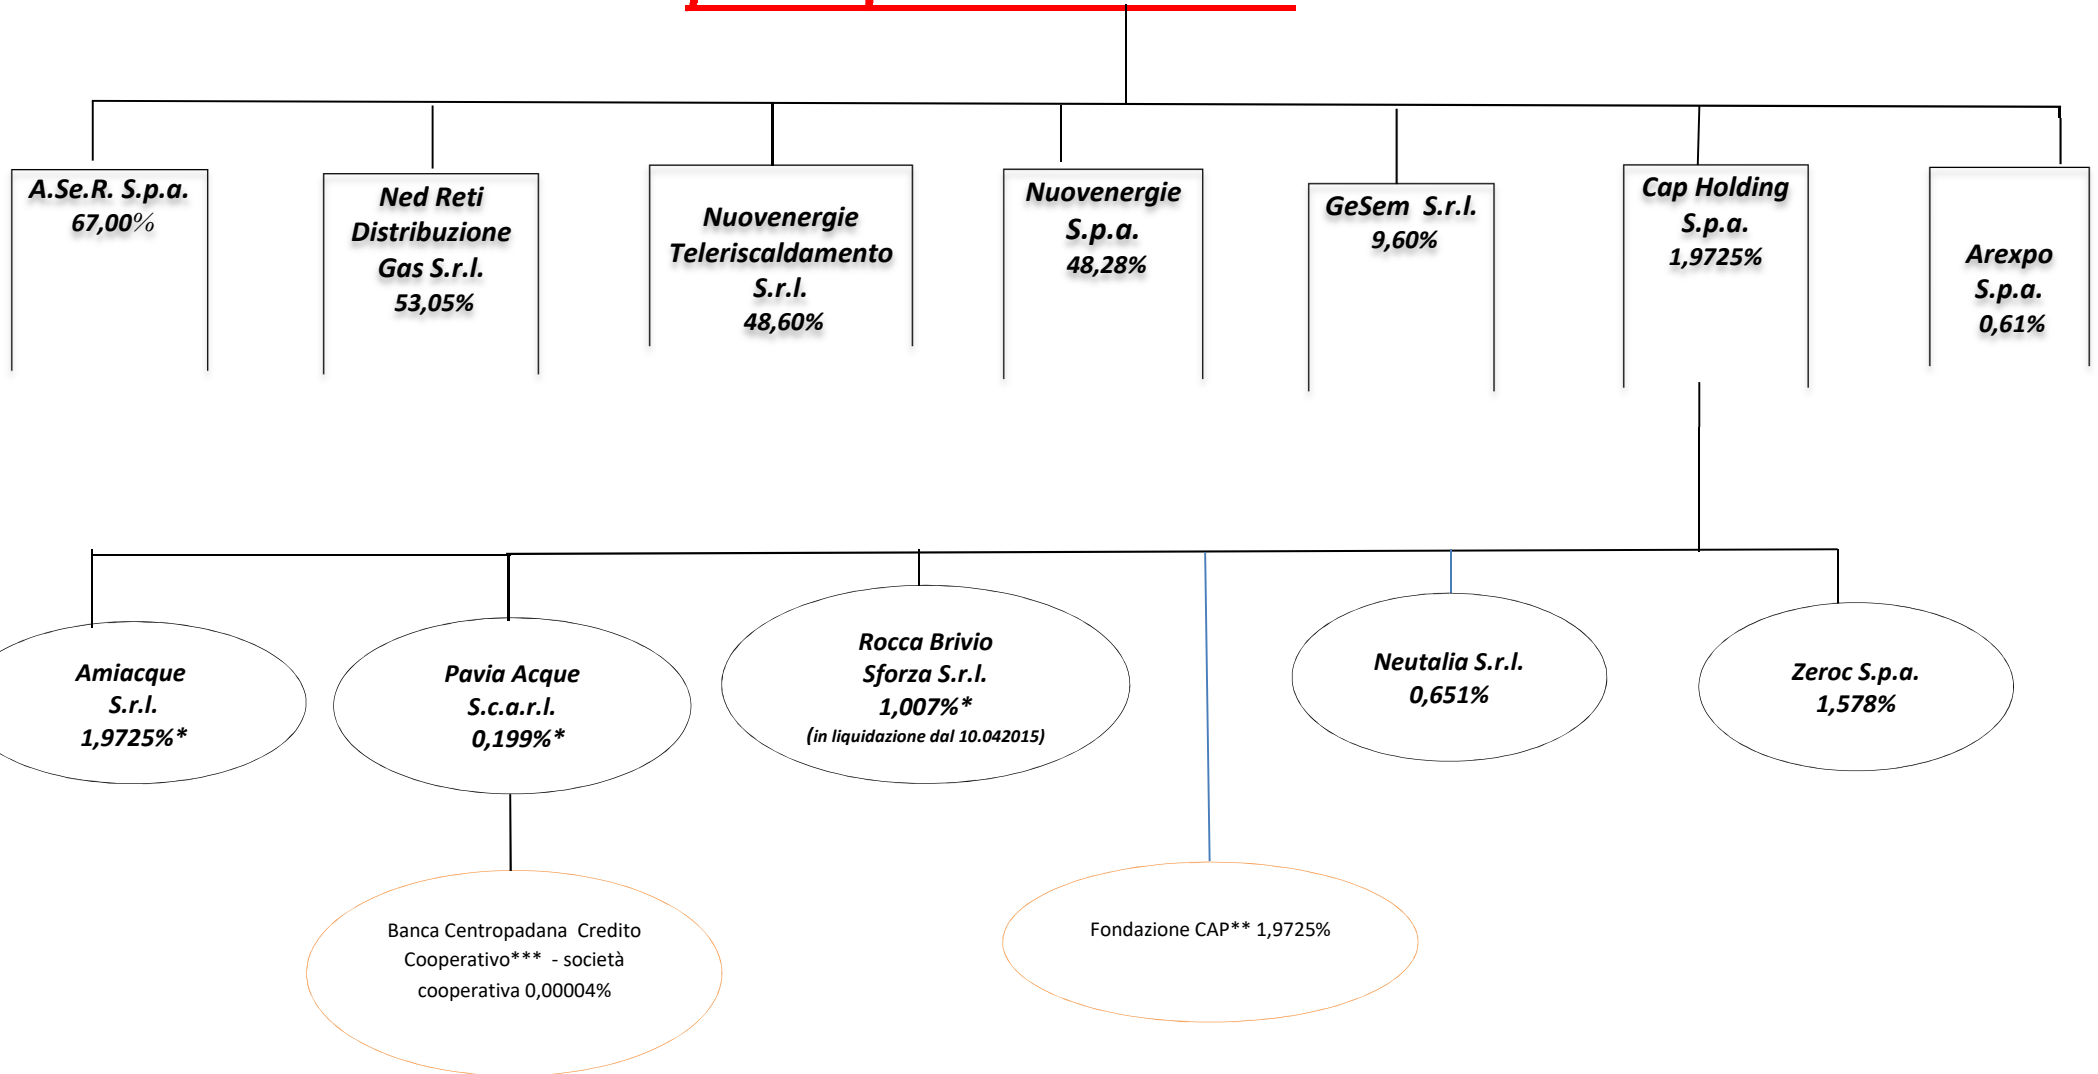 A.Se.R. S.p.a.
67,00%
Ned Reti
Distribuzione
Gas S.r.l.
53,05%
Nuovenergie
Teleriscaldamento
S.r.l.
48,60%
Nuovenergie
S.p.a.
48,28%
GeSem S.r.l.
9,60%
Cap Holding
S.p.a.
1,9725%
Arexpo
S.p.a.
0,61%
Amiacque
S.r.l.
1,9725%*
Pavia Acque
S.c.a.r.l.
0,199%*
Rocca Brivio
Sforza S.r.l.
1,007%*
(in liquidazione dal 10.042015)
Neutalia S.r.l.
0,651%
Zeroc S.p.a.
1,578%
Banca Centropadana Credito
Cooperativo*** - società
cooperativa 0,00004%
Fondazione CAP** 1,9725%